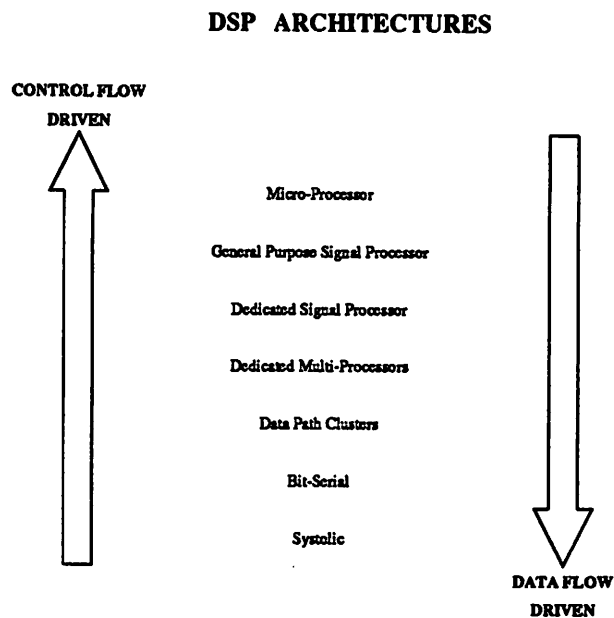 DSP ARCHITECTURES
CONTROL FLOW
DRIVEN
Micro-Processor
General Purpose Signal Processor
Dedicated Signal Processor
Dedicated Multi-Processors
Data Path Clusters
Bit-Serial
Systolic
DATA FLOW
DRIVEN